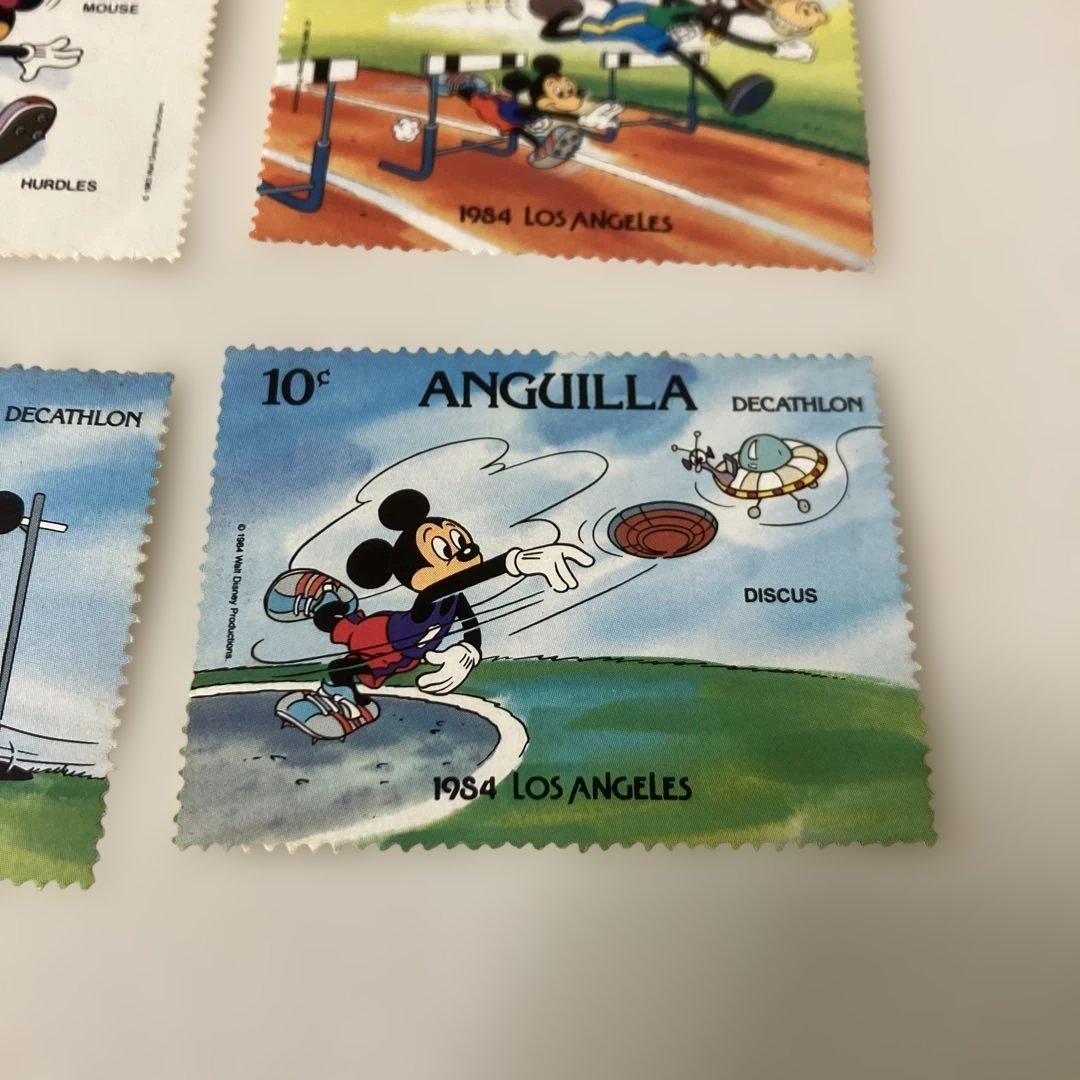 MOUSE
HURDLES
1984 LOS ANGELES
DECATHLON
10¢ ANGUILLA DECATHLON
© 1984 Walt Disney Productions.
DISCUS
1984 LOS ANGELES